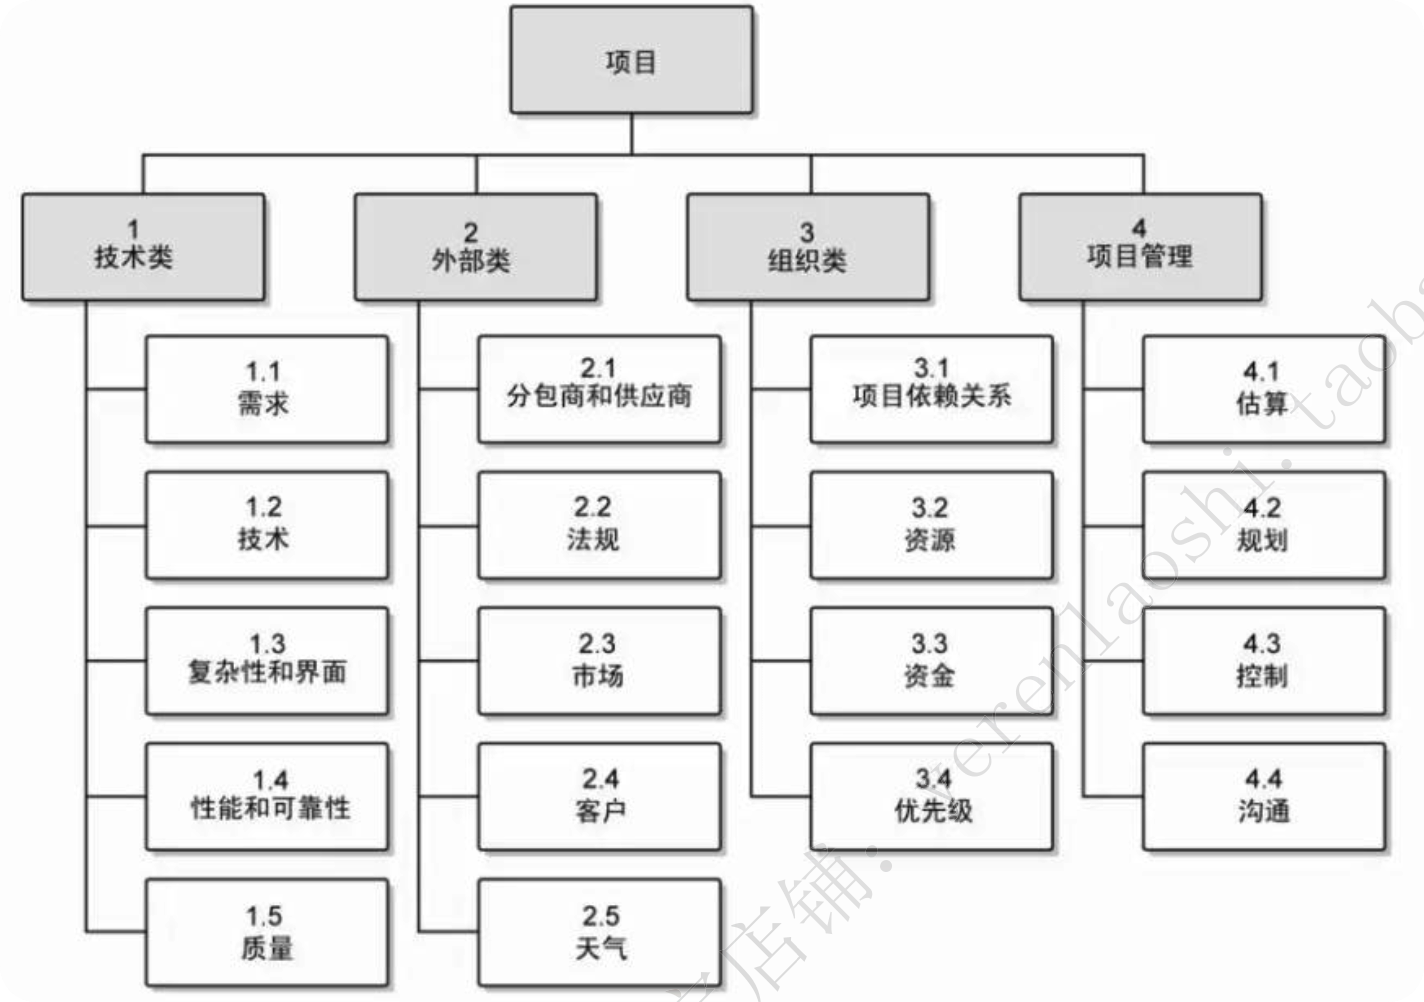 项目
1
技术类
2
外部类
3
组织类
4
项目管理
1.1
需求
2.1
分包商和供应商
3.1
项目依赖关系
4.1
估算
1.2
技术
2.2
法规
3.2
资源
4.2
规划
1.3
复杂性和界面
2.3
市场
3.3
资金
4.3
控制
1.4
性能和可靠性
2.4
客户
3.4
优先级
4.4
沟通
1.5
质量
2.5
天气
店铺: verenlaoshi.taoba